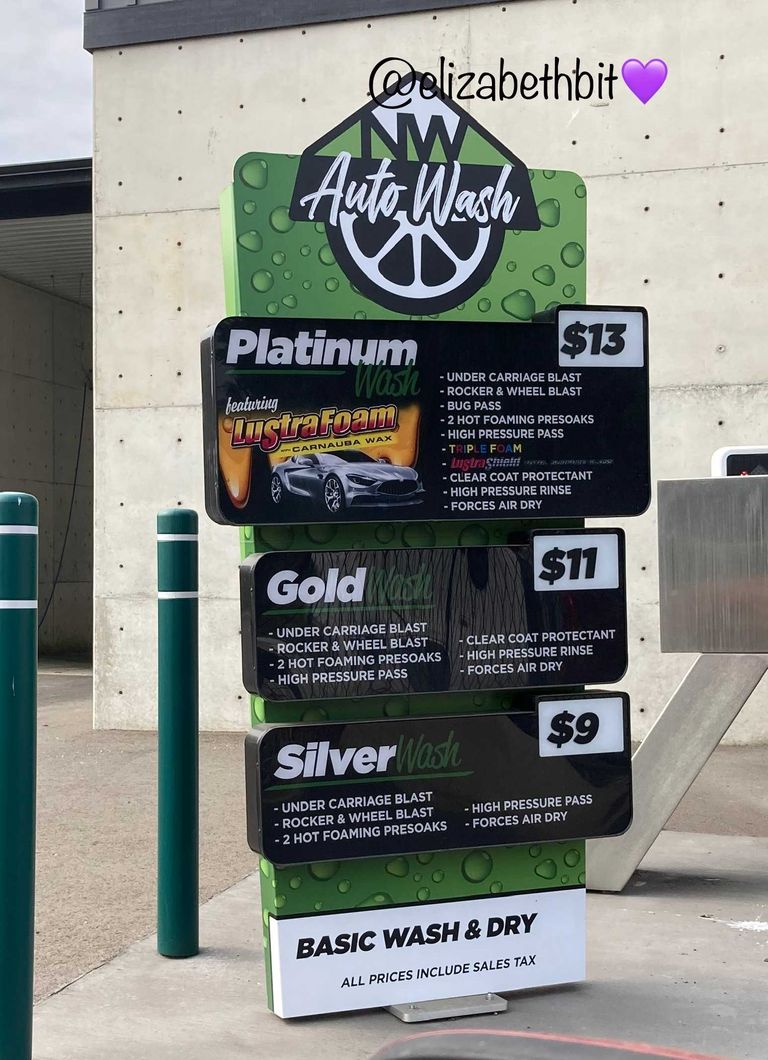 @elizabethbit💜
NW
Auto Wash
Platinum
Wash
$13
featuring
LustraFoam
WITH CARNAUBA WAX
- UNDER CARRIAGE BLAST
- ROCKER & WHEEL BLAST
- BUG PASS
- 2 HOT FOAMING PRESOAKS
- HIGH PRESSURE PASS
- TRIPLE FOAM
- LustraShield
- CLEAR COAT PROTECTANT
- HIGH PRESSURE RINSE
- FORCES AIR DRY
Gold Wash
$11
- UNDER CARRIAGE BLAST
- ROCKER & WHEEL BLAST
- 2 HOT FOAMING PRESOAKS
- HIGH PRESSURE PASS
- CLEAR COAT PROTECTANT
- HIGH PRESSURE RINSE
- FORCES AIR DRY
Silver Wash
$9
- UNDER CARRIAGE BLAST
- ROCKER & WHEEL BLAST
- 2 HOT FOAMING PRESOAKS
- HIGH PRESSURE PASS
- FORCES AIR DRY
BASIC WASH & DRY
ALL PRICES INCLUDE SALES TAX